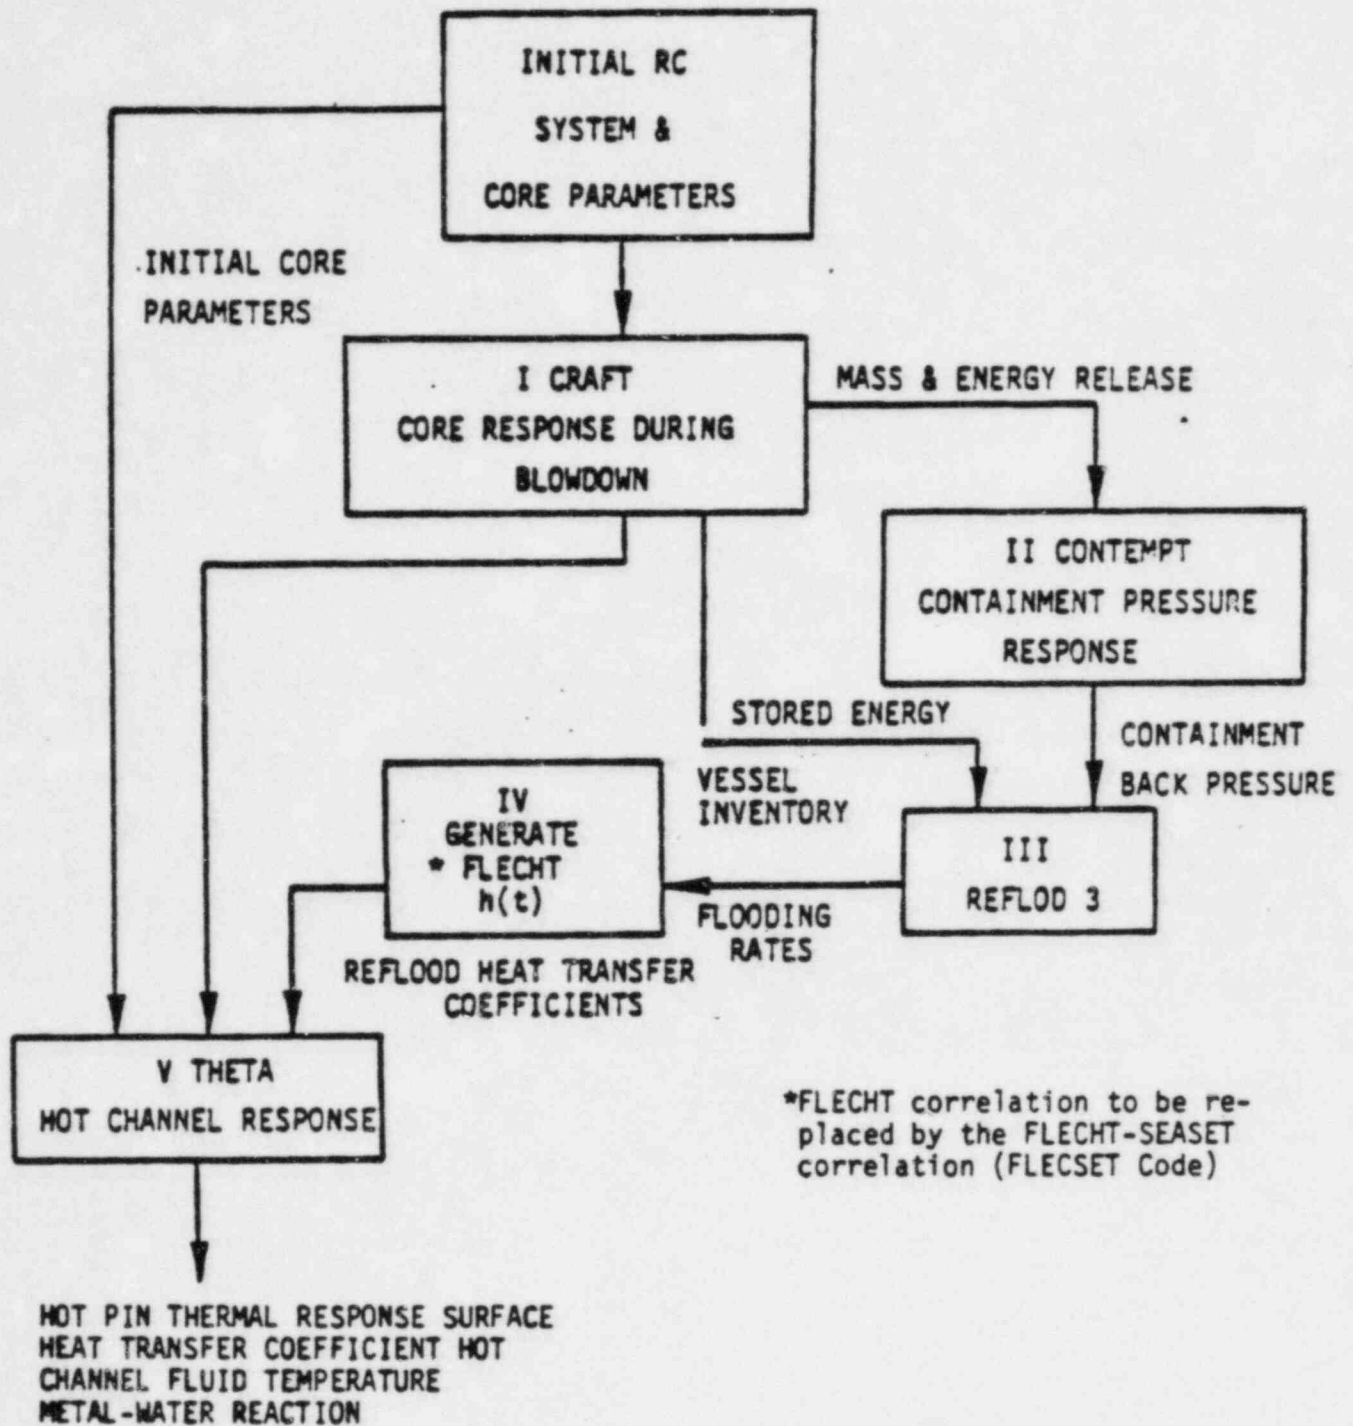 INITIAL RC
SYSTEM &
CORE PARAMETERS
INITIAL CORE
PARAMETERS
I CRAFT
CORE RESPONSE DURING
BLOWDOWN
MASS & ENERGY RELEASE
II CONTEMPT
CONTAINMENT PRESSURE
RESPONSE
STORED ENERGY
VESSEL
INVENTORY
CONTAINMENT
BACK PRESSURE
III
REFLOD 3
FLOODING
RATES
IV
GENERATE
* FLECHT
h(t)
REFLOOD HEAT TRANSFER
COEFFICIENTS
V THETA
HOT CHANNEL RESPONSE
*FLECHT correlation to be re-
placed by the FLECHT-SEASET
correlation (FLECSET Code)
HOT PIN THERMAL RESPONSE SURFACE
HEAT TRANSFER COEFFICIENT HOT
CHANNEL FLUID TEMPERATURE
METAL-WATER REACTION